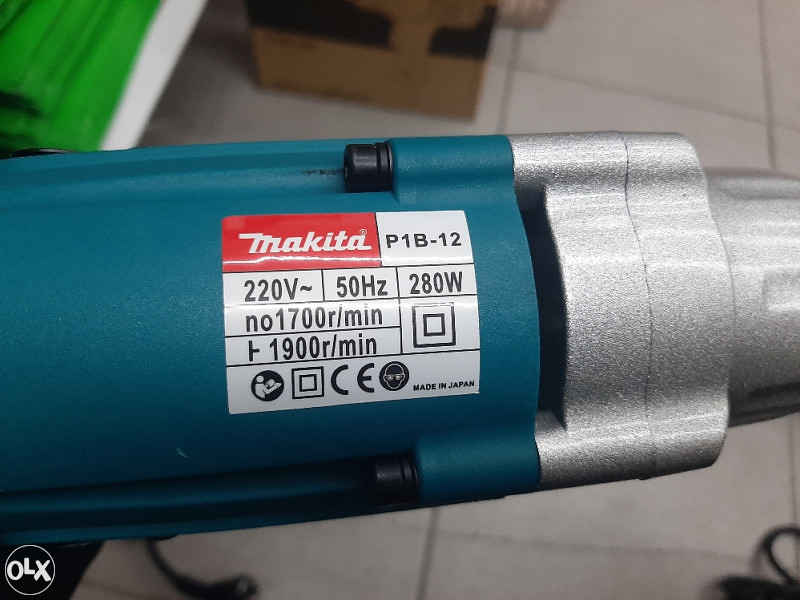 makita P1B-12
220V~ 50Hz 280W
no1700r/min
⊦ 1900r/min
CE MADE IN JAPAN
OLX